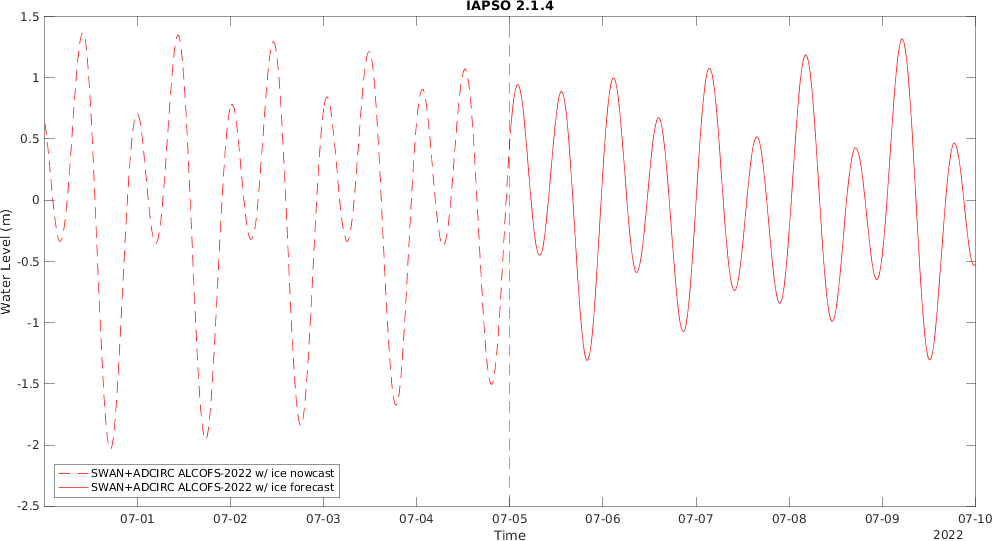 IAPSO 2.1.4
1.5
1
0.5
0
-0.5
-1
-1.5
-2
-2.5
Water Level (m)
SWAN+ADCIRC ALCOFS-2022 w/ ice nowcast
SWAN+ADCIRC ALCOFS-2022 w/ ice forecast
07-01 07-02 07-03 07-04 07-05 07-06 07-07 07-08 07-09 07-10
Time
2022